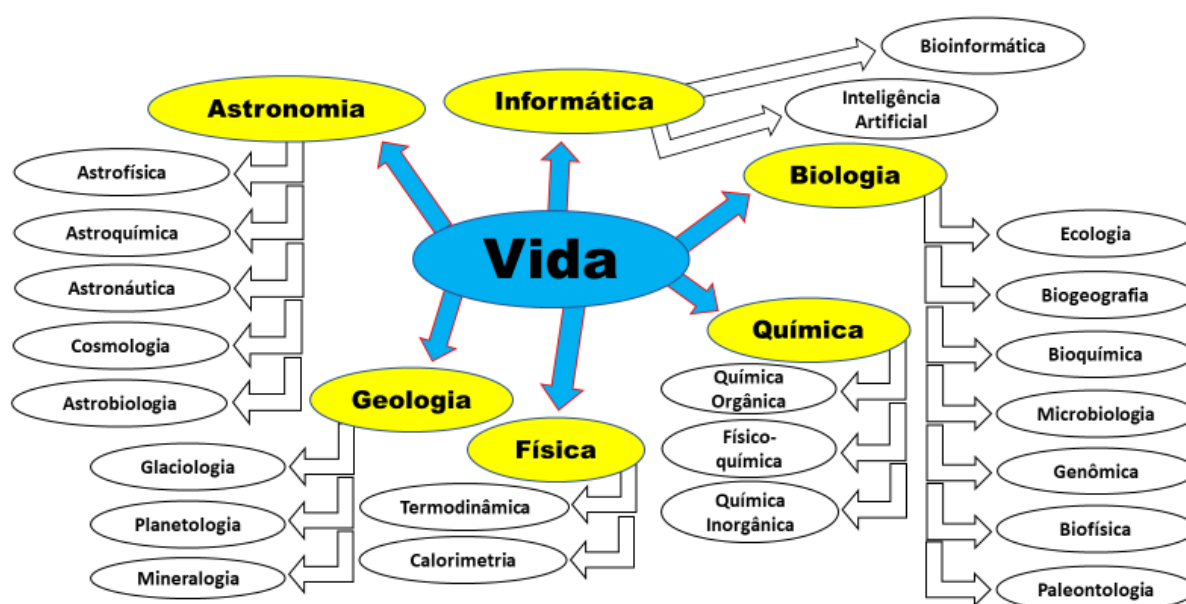 Vida
Astronomia
Astrofísica
Astroquímica
Astronáutica
Cosmologia
Astrobiologia
Informática
Bioinformática
Inteligência
Artificial
Biologia
Ecologia
Biogeografia
Bioquímica
Microbiologia
Genômica
Biofísica
Paleontologia
Química
Química
Orgânica
Físico-
química
Química
Inorgânica
Física
Termodinâmica
Calorimetria
Geologia
Glaciologia
Planetologia
Mineralogia